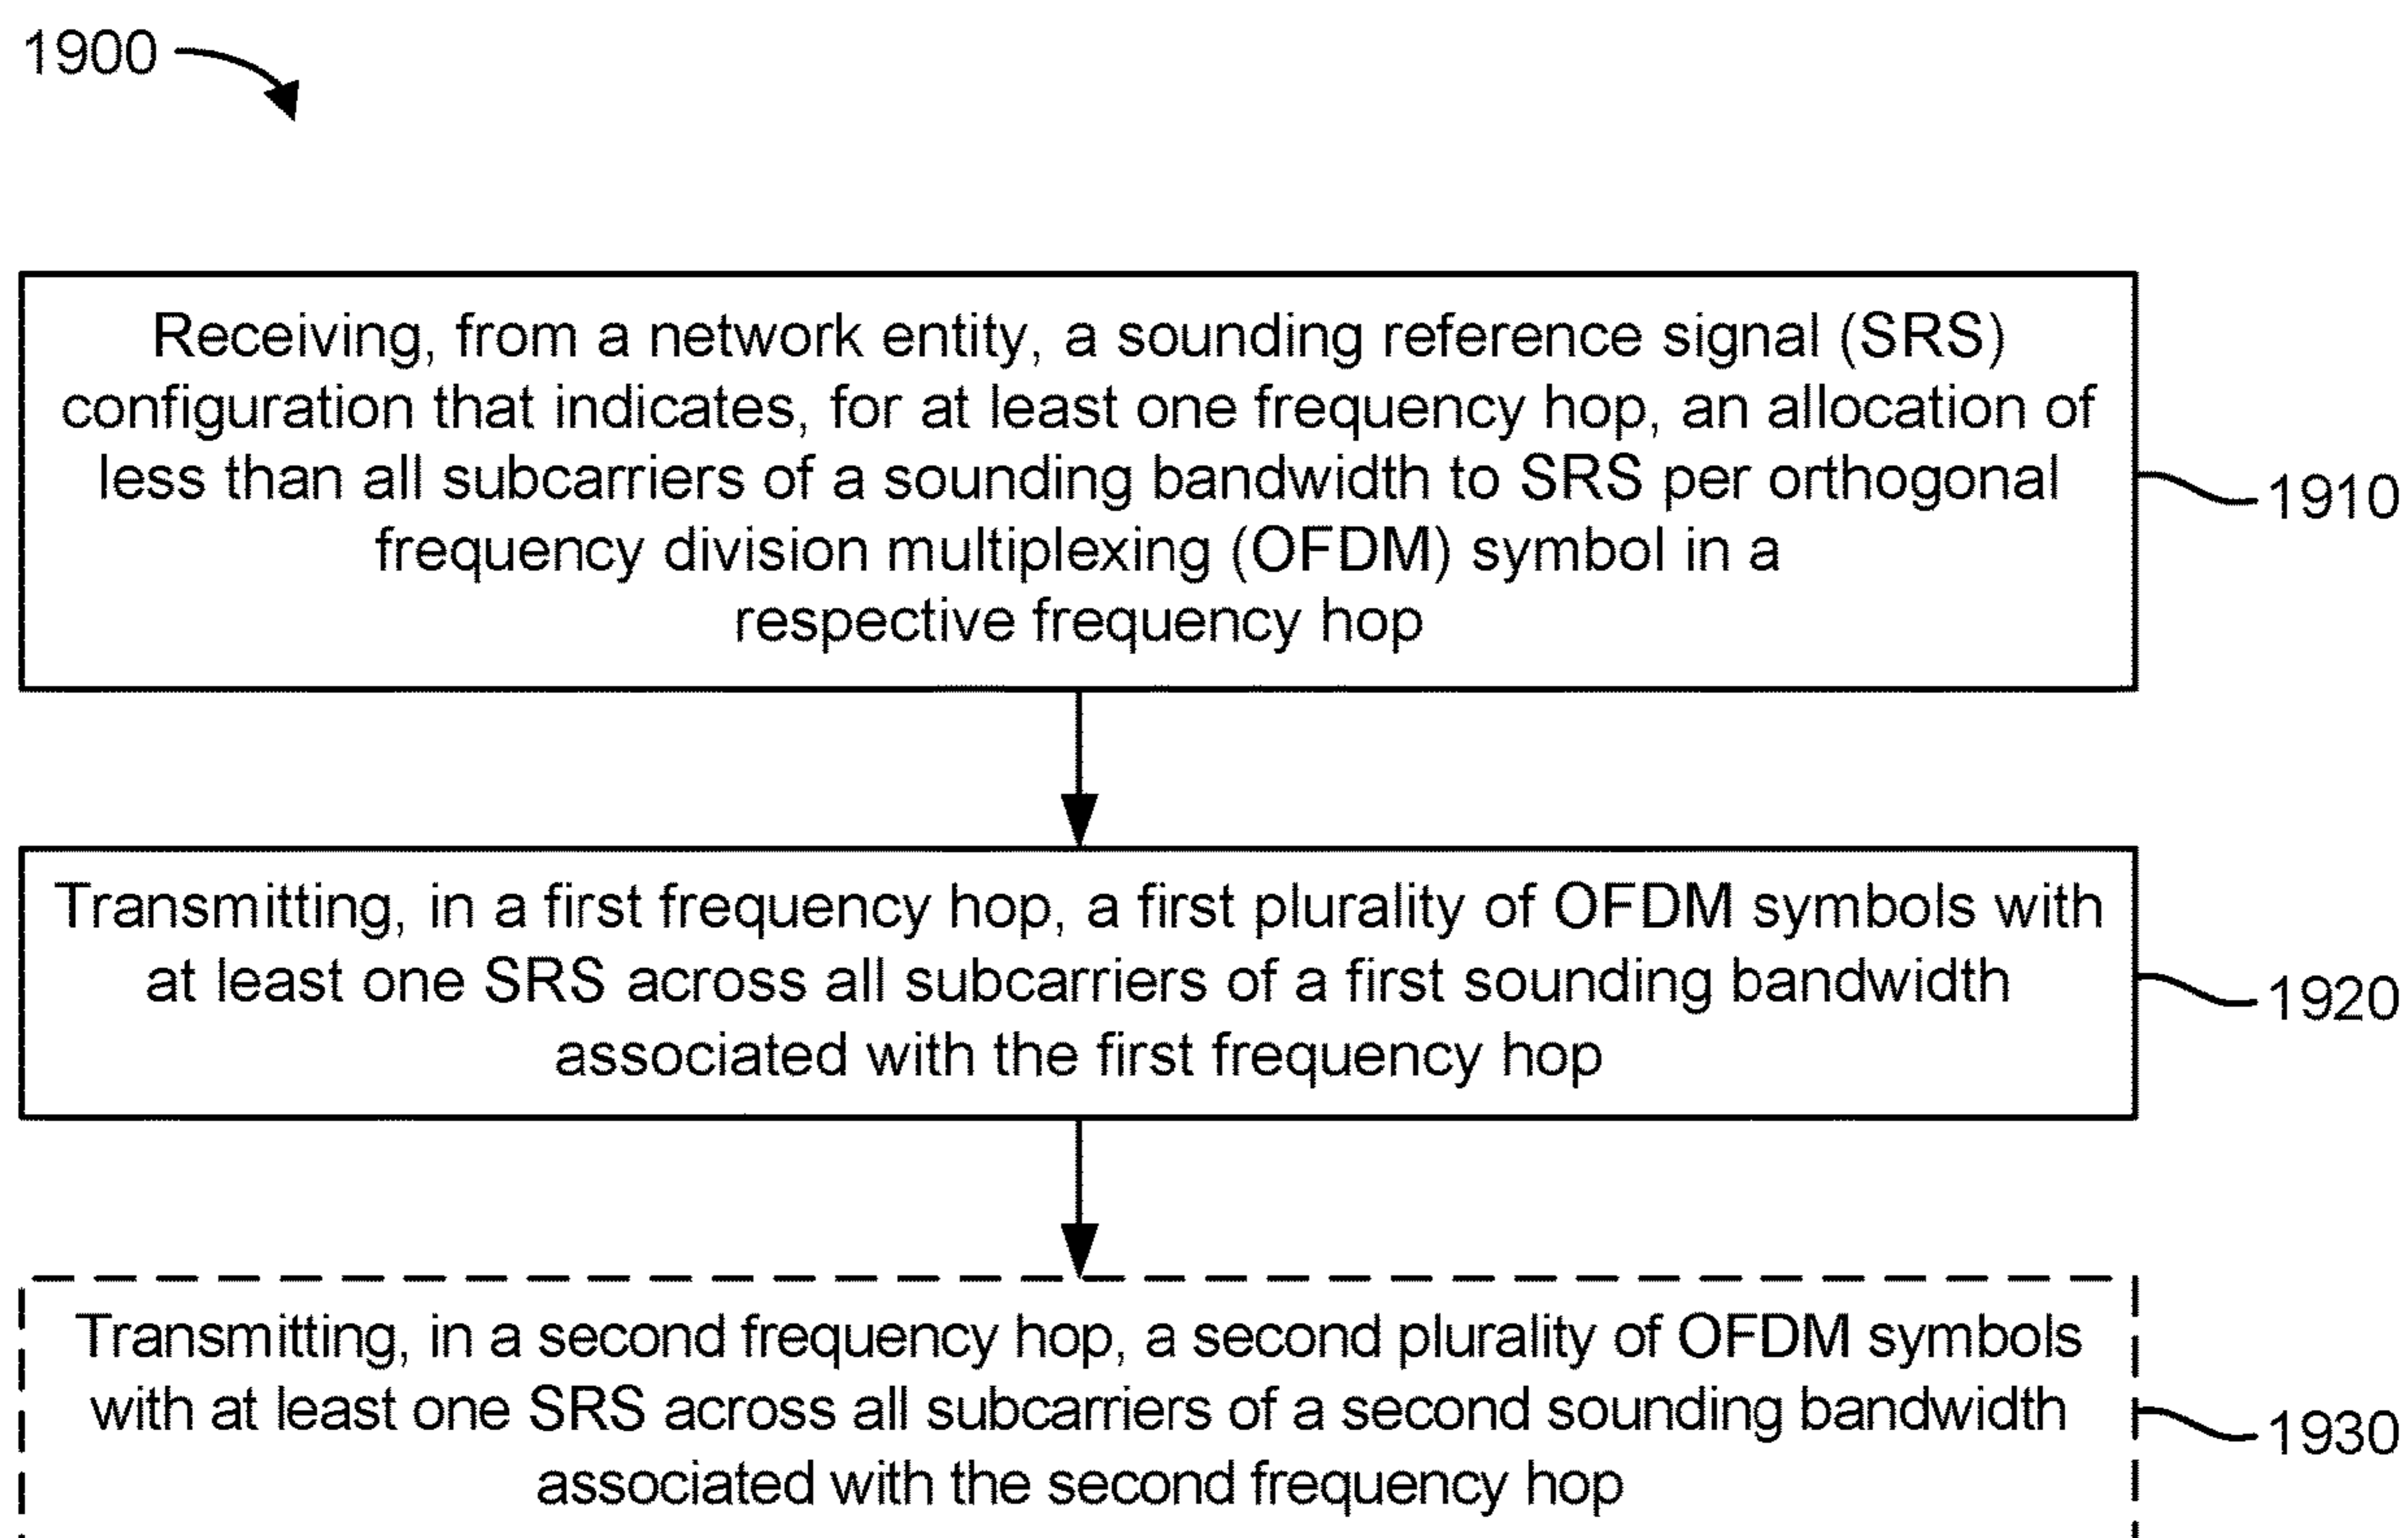 1900
Receiving, from a network entity, a sounding reference signal (SRS)
configuration that indicates, for at least one frequency hop, an allocation of
less than all subcarriers of a sounding bandwidth to SRS per orthogonal
frequency division multiplexing (OFDM) symbol in a
respective frequency hop
1910
Transmitting, in a first frequency hop, a first plurality of OFDM symbols with
at least one SRS across all subcarriers of a first sounding bandwidth
associated with the first frequency hop
1920
Transmitting, in a second frequency hop, a second plurality of OFDM symbols
with at least one SRS across all subcarriers of a second sounding bandwidth
associated with the second frequency hop
1930